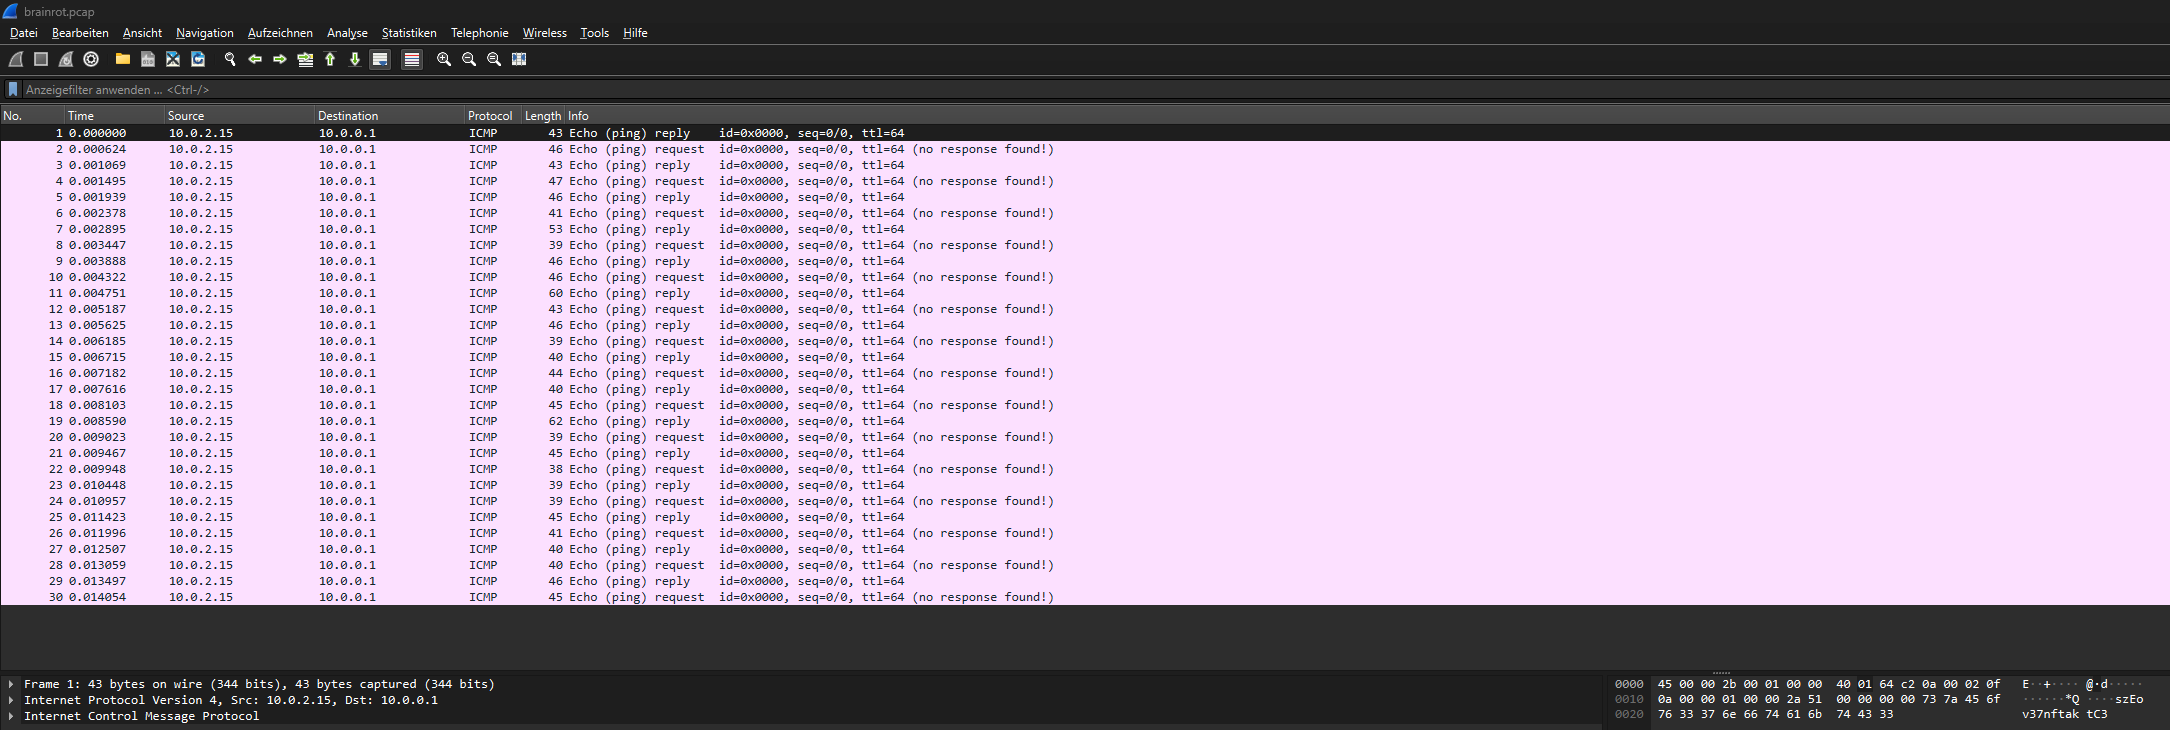 brainrot.pcap
Datei Bearbeiten Ansicht Navigation Aufzeichnen Analyse Statistiken Telephonie Wireless Tools Hilfe
Anzeigefilter anwenden ... <Ctrl-/>
No. Time Source Destination Protocol Length Info
1 0.000000 10.0.2.15 10.0.0.1 ICMP 43 Echo (ping) reply id=0x0000, seq=0/0, ttl=64
2 0.000624 10.0.2.15 10.0.0.1 ICMP 46 Echo (ping) request id=0x0000, seq=0/0, ttl=64 (no response found!)
3 0.001069 10.0.2.15 10.0.0.1 ICMP 43 Echo (ping) reply id=0x0000, seq=0/0, ttl=64
4 0.001495 10.0.2.15 10.0.0.1 ICMP 47 Echo (ping) request id=0x0000, seq=0/0, ttl=64 (no response found!)
5 0.001939 10.0.2.15 10.0.0.1 ICMP 46 Echo (ping) reply id=0x0000, seq=0/0, ttl=64
6 0.002378 10.0.2.15 10.0.0.1 ICMP 41 Echo (ping) request id=0x0000, seq=0/0, ttl=64 (no response found!)
7 0.002895 10.0.2.15 10.0.0.1 ICMP 53 Echo (ping) reply id=0x0000, seq=0/0, ttl=64
8 0.003447 10.0.2.15 10.0.0.1 ICMP 39 Echo (ping) request id=0x0000, seq=0/0, ttl=64 (no response found!)
9 0.003888 10.0.2.15 10.0.0.1 ICMP 46 Echo (ping) reply id=0x0000, seq=0/0, ttl=64
10 0.004322 10.0.2.15 10.0.0.1 ICMP 46 Echo (ping) request id=0x0000, seq=0/0, ttl=64 (no response found!)
11 0.004751 10.0.2.15 10.0.0.1 ICMP 60 Echo (ping) reply id=0x0000, seq=0/0, ttl=64
12 0.005187 10.0.2.15 10.0.0.1 ICMP 43 Echo (ping) request id=0x0000, seq=0/0, ttl=64 (no response found!)
13 0.005625 10.0.2.15 10.0.0.1 ICMP 46 Echo (ping) reply id=0x0000, seq=0/0, ttl=64
14 0.006185 10.0.2.15 10.0.0.1 ICMP 39 Echo (ping) request id=0x0000, seq=0/0, ttl=64 (no response found!)
15 0.006715 10.0.2.15 10.0.0.1 ICMP 40 Echo (ping) reply id=0x0000, seq=0/0, ttl=64
16 0.007182 10.0.2.15 10.0.0.1 ICMP 44 Echo (ping) request id=0x0000, seq=0/0, ttl=64 (no response found!)
17 0.007616 10.0.2.15 10.0.0.1 ICMP 40 Echo (ping) reply id=0x0000, seq=0/0, ttl=64
18 0.008103 10.0.2.15 10.0.0.1 ICMP 45 Echo (ping) request id=0x0000, seq=0/0, ttl=64 (no response found!)
19 0.008590 10.0.2.15 10.0.0.1 ICMP 62 Echo (ping) reply id=0x0000, seq=0/0, ttl=64
20 0.009023 10.0.2.15 10.0.0.1 ICMP 39 Echo (ping) request id=0x0000, seq=0/0, ttl=64 (no response found!)
21 0.009467 10.0.2.15 10.0.0.1 ICMP 45 Echo (ping) reply id=0x0000, seq=0/0, ttl=64
22 0.009948 10.0.2.15 10.0.0.1 ICMP 38 Echo (ping) request id=0x0000, seq=0/0, ttl=64 (no response found!)
23 0.010448 10.0.2.15 10.0.0.1 ICMP 39 Echo (ping) reply id=0x0000, seq=0/0, ttl=64
24 0.010957 10.0.2.15 10.0.0.1 ICMP 39 Echo (ping) request id=0x0000, seq=0/0, ttl=64 (no response found!)
25 0.011423 10.0.2.15 10.0.0.1 ICMP 45 Echo (ping) reply id=0x0000, seq=0/0, ttl=64
26 0.011996 10.0.2.15 10.0.0.1 ICMP 41 Echo (ping) request id=0x0000, seq=0/0, ttl=64 (no response found!)
27 0.012507 10.0.2.15 10.0.0.1 ICMP 40 Echo (ping) reply id=0x0000, seq=0/0, ttl=64
28 0.013059 10.0.2.15 10.0.0.1 ICMP 40 Echo (ping) request id=0x0000, seq=0/0, ttl=64 (no response found!)
29 0.013497 10.0.2.15 10.0.0.1 ICMP 46 Echo (ping) reply id=0x0000, seq=0/0, ttl=64
30 0.014054 10.0.2.15 10.0.0.1 ICMP 45 Echo (ping) request id=0x0000, seq=0/0, ttl=64 (no response found!)
Frame 1: 43 bytes on wire (344 bits), 43 bytes captured (344 bits)
Internet Protocol Version 4, Src: 10.0.2.15, Dst: 10.0.0.1
Internet Control Message Protocol
0000 45 00 00 2b 00 01 00 00 40 01 64 c2 0a 00 02 0f E··+···· @·d·····
0010 0a 00 00 01 00 00 2a 51 00 00 00 00 73 7a 45 6f ······*Q ····szEo
0020 76 33 37 6e 66 74 61 6b 74 43 33 v37nftak tC3